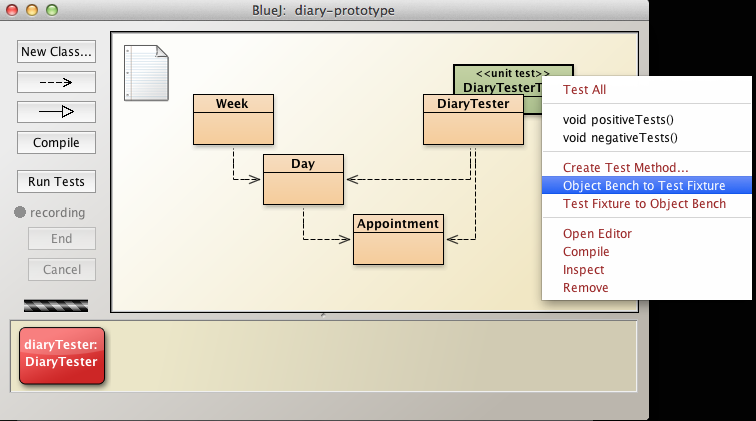 BlueJ: diary-prototype
New Class...
Compile
Run Tests
recording
End
Cancel
<<unit test>>
DiaryTesterT
Week
DiaryTester
Day
Appointment
Test All
void positiveTests()
void negativeTests()
Create Test Method...
Object Bench to Test Fixture
Test Fixture to Object Bench
Open Editor
Compile
Inspect
Remove
diaryTester:
DiaryTester